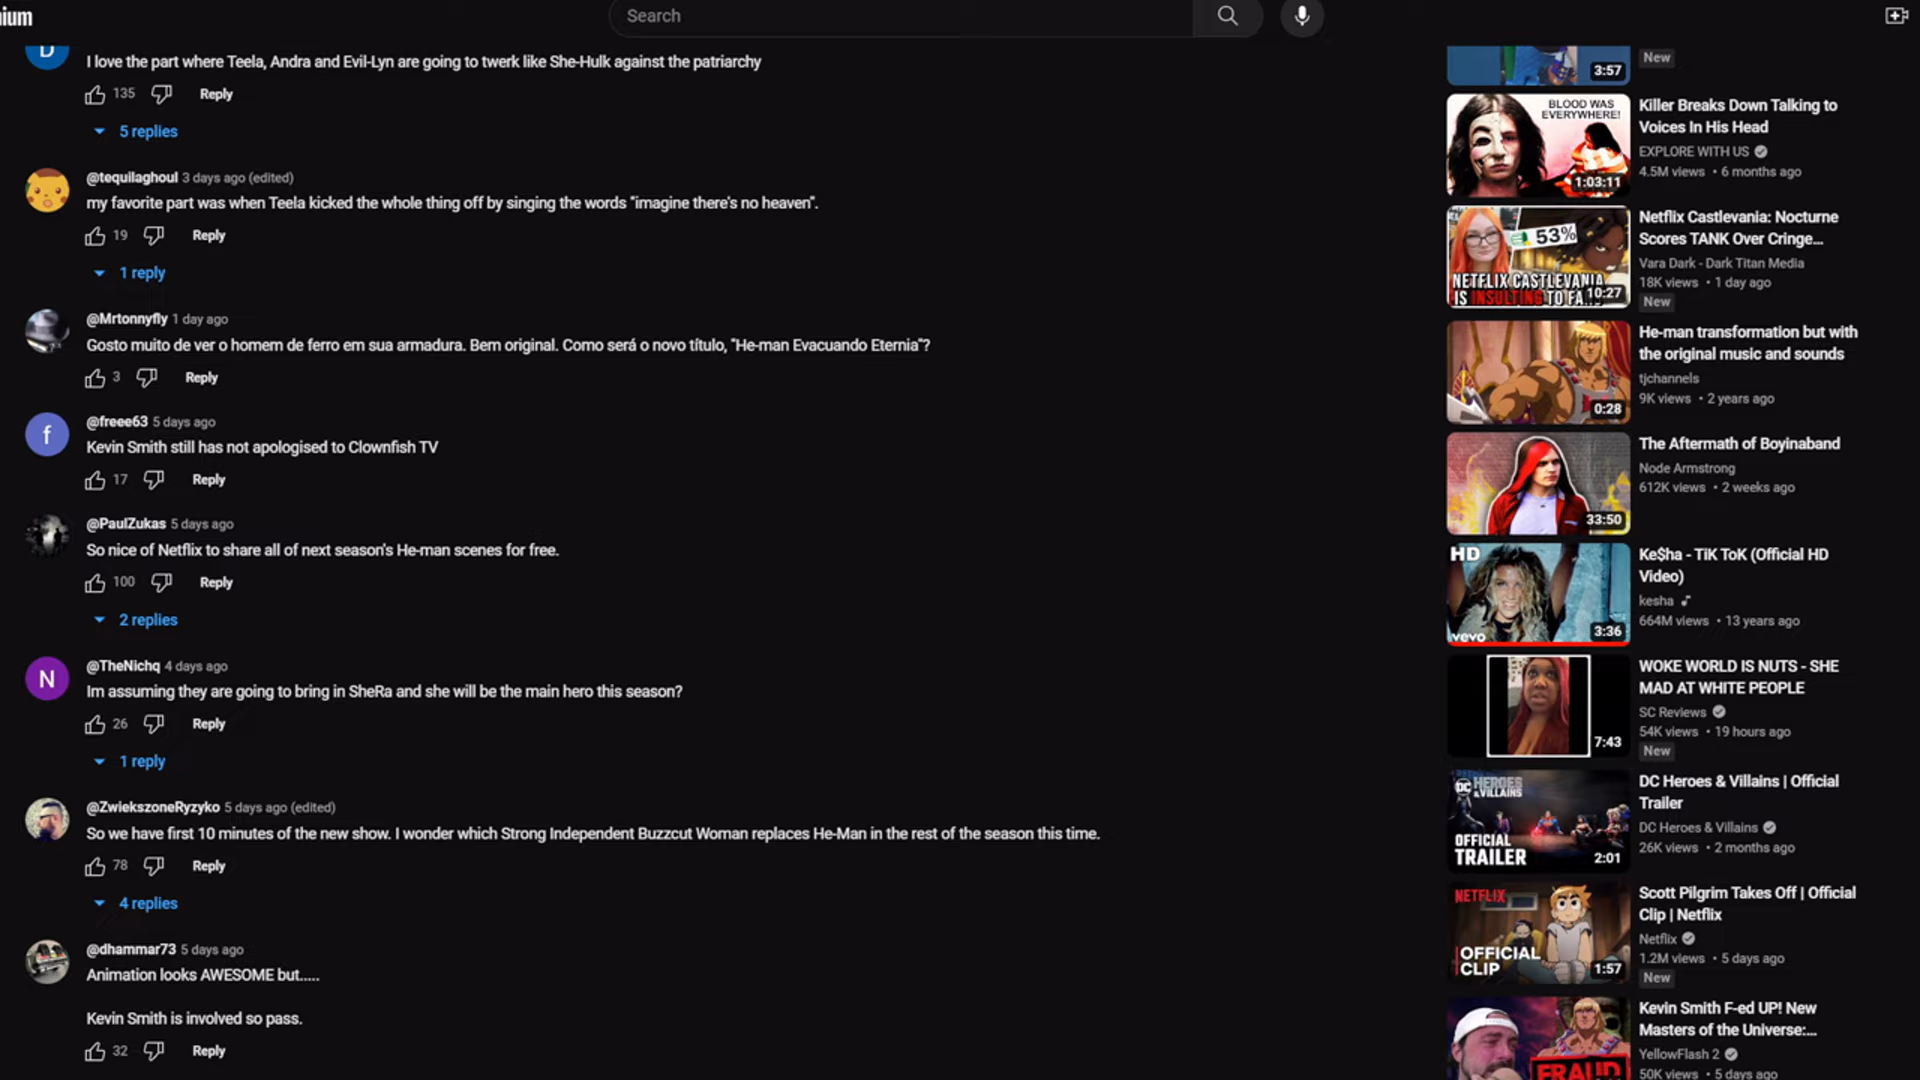 nium
Search
D
I love the part where Teela, Andra and Evil-Lyn are going to twerk like She-Hulk against the patriarchy
135 Reply
5 replies
@tequilaghoul 3 days ago (edited)
my favorite part was when Teela kicked the whole thing off by singing the words "imagine there's no heaven".
19 Reply
1 reply
@Mrtonnyfly 1 day ago
Gosto muito de ver o homem de ferro em sua armadura. Bem original. Como será o novo título, "He-man Evacuando Eternia"?
3 Reply
f
@freee63 5 days ago
Kevin Smith still has not apologised to Clownfish TV
17 Reply
@PaulZukas 5 days ago
So nice of Netflix to share all of next season's He-man scenes for free.
100 Reply
2 replies
N
@TheNichq 4 days ago
Im assuming they are going to bring in SheRa and she will be the main hero this season?
26 Reply
1 reply
@ZwiekszoneRyzyko 5 days ago (edited)
So we have first 10 minutes of the new show. I wonder which Strong Independent Buzzcut Woman replaces He-Man in the rest of the season this time.
78 Reply
4 replies
@dhammar73 5 days ago
Animation looks AWESOME but.....
Kevin Smith is involved so pass.
32 Reply
3:57
New
BLOOD WAS
EVERYWHERE!
1:03:11
Killer Breaks Down Talking to
Voices In His Head
EXPLORE WITH US
4.5M views • 6 months ago
53%
NETFLIX CASTLEVANIA
IS INSULTING TO FA
10:27
Netflix Castlevania: Nocturne
Scores TANK Over Cringe...
Vara Dark - Dark Titan Media
18K views • 1 day ago
New
0:28
He-man transformation but with
the original music and sounds
tjchannels
9K views • 2 years ago
33:50
The Aftermath of Boyinaband
Node Armstrong
612K views • 2 weeks ago
HD
vevo
3:36
Ke$ha - TiK ToK (Official HD
Video)
kesha
664M views • 13 years ago
7:43
WOKE WORLD IS NUTS - SHE
MAD AT WHITE PEOPLE
SC Reviews
54K views • 19 hours ago
New
DC HEROES
& VILLAINS
OFFICIAL
TRAILER
2:01
DC Heroes & Villains | Official
Trailer
DC Heroes & Villains
26K views • 2 months ago
NETFLIX
OFFICIAL
CLIP
1:57
Scott Pilgrim Takes Off | Official
Clip | Netflix
Netflix
1.2M views • 5 days ago
New
FRAUD
Kevin Smith F-ed UP! New
Masters of the Universe:...
YellowFlash 2
50K views • 5 days ago